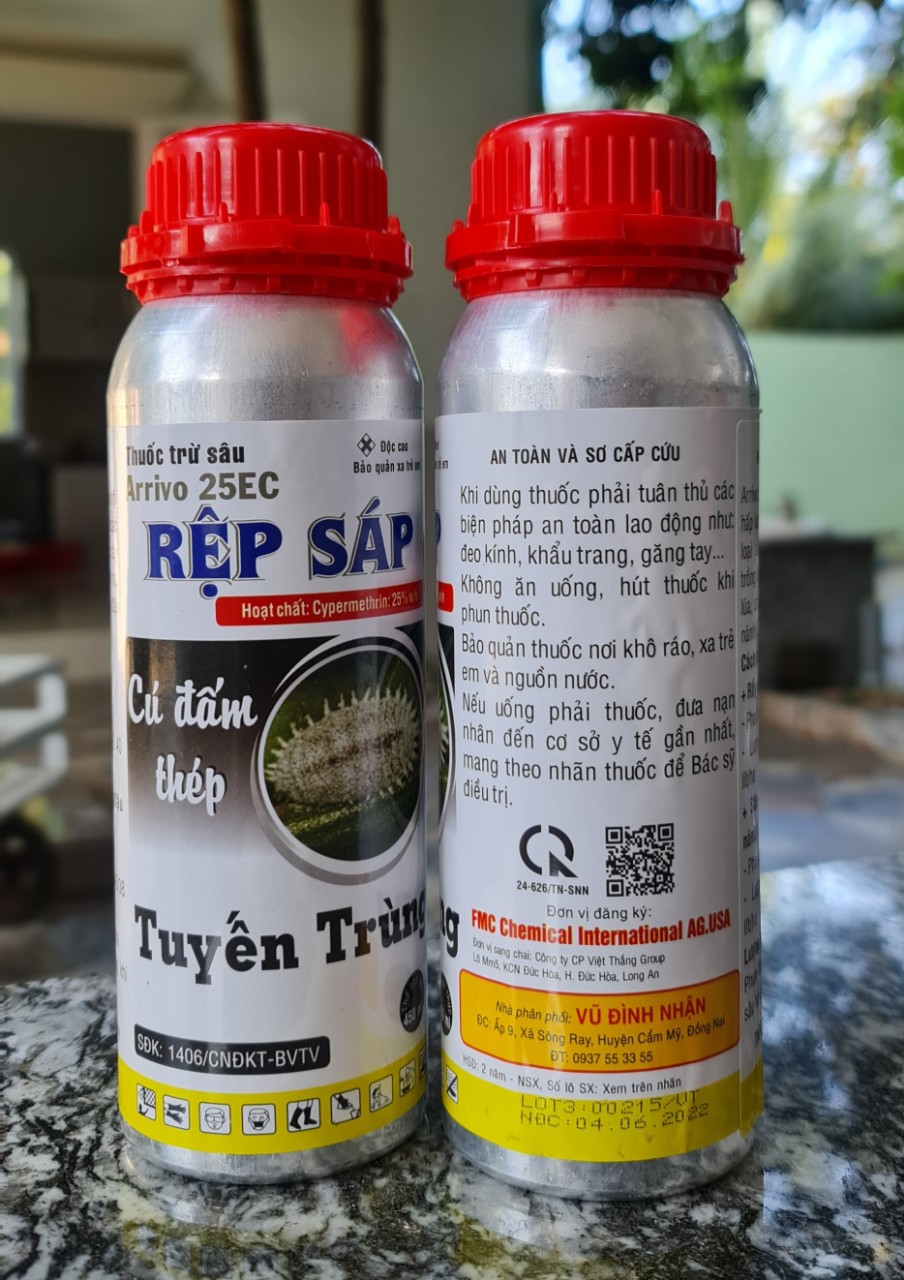 Thuốc trừ sâu
Arrivo 25EC
Độc cao
Bảo quản xa trẻ em
RỆP SÁP
Hoạt chất: Cypermethrin: 25%
Cú đấm
thép
Tuyến Trùng
SĐK: 1406/CNĐKT-BVTV
AN TOÀN VÀ SƠ CẤP CỨU
Khi dùng thuốc phải tuân thủ các
biện pháp an toàn lao động như:
đeo kính, khẩu trang, găng tay...
Không ăn uống, hút thuốc khi
phun thuốc.
Bảo quản thuốc nơi khô ráo, xa trẻ
em và nguồn nước.
Nếu uống phải thuốc, đưa nạn
nhân đến cơ sở y tế gần nhất,
mang theo nhãn thuốc để Bác sỹ
điều trị.
24-626/TN-SNN
Đơn vị đăng ký:
FMC Chemical International AG.USA
Đơn vị sang chai: Công ty CP Việt Thắng Group
Lô Mm5, KCN Đức Hòa, H. Đức Hòa, Long An
Nhà phân phối: VŨ ĐÌNH NHẬN
ĐC: Ấp 9, Xã Sông Ray, Huyện Cẩm Mỹ, Đồng Nai
ĐT: 0937 55 33 55
HSD: 2 năm - NSX, Số lô SX: Xem trên nhãn
LOT3:00215/VT
NĐC:04.06.2022